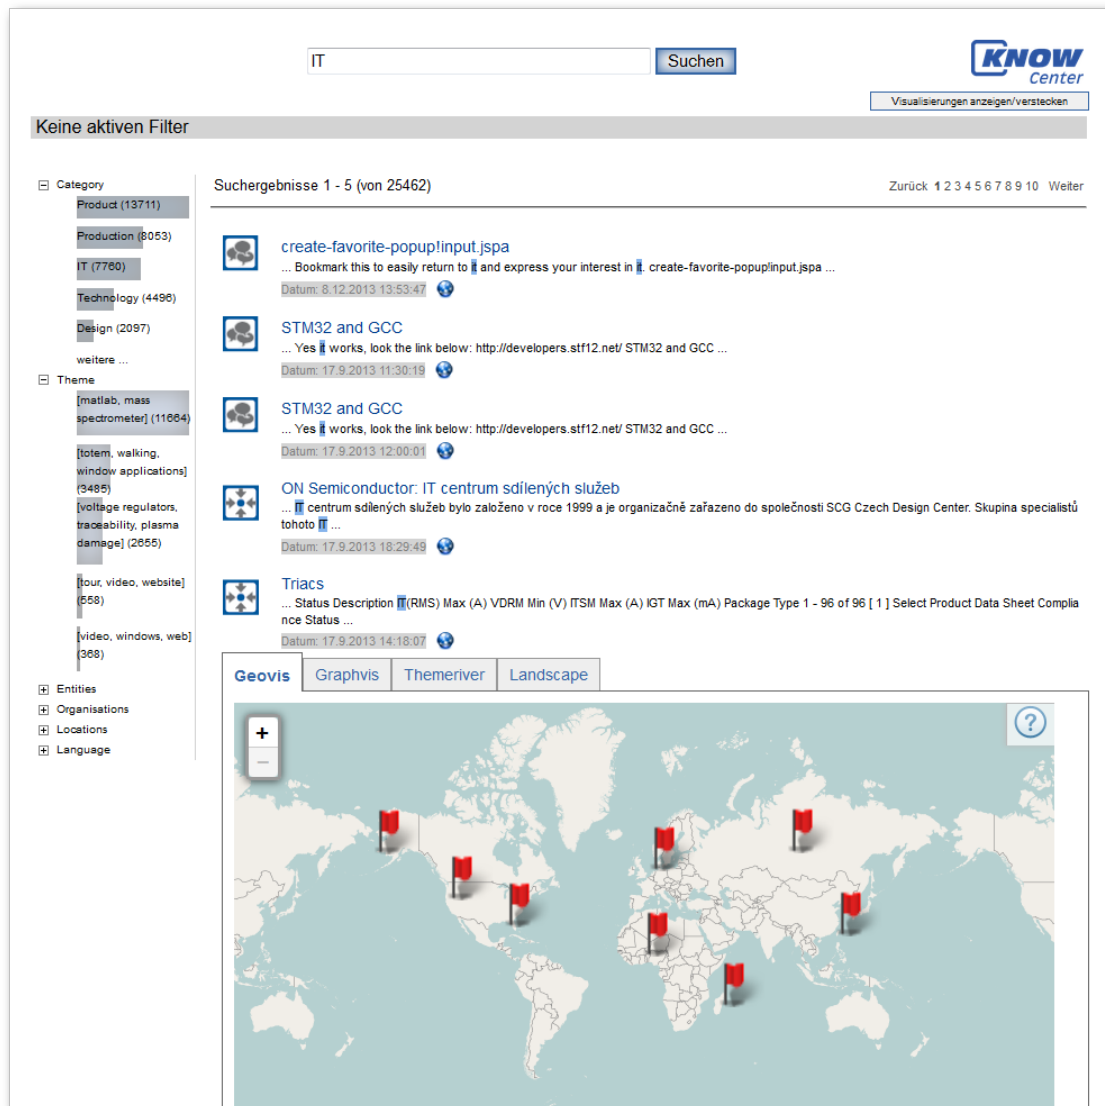 IT
Suchen
KNOW
Center
Visualisierungen anzeigen/verstecken
Keine aktiven Filter
Category
Product (13711)
Production (8053)
IT (7760)
Technology (4496)
Design (2097)
weitere ...
Theme
[matlab, mass
spectrometer] (11664)
[totem, walking,
window applications]
(3485)
[voltage regulators,
traceability, plasma
damage] (2655)
[tour, video, website]
(558)
[video, windows, web]
(368)
Entities
Organisations
Locations
Language
Suchergebnisse 1 - 5 (von 25462)
Zurück 1 2 3 4 5 6 7 8 9 10 Weiter
create-favorite-popup!input.jspa
... Bookmark this to easily return to it and express your interest in it. create-favorite-popup!input.jspa ...
Datum: 8.12.2013 13:53:47
STM32 and GCC
... Yes it works, look the link below: http://developers.stf12.net/ STM32 and GCC ...
Datum: 17.9.2013 11:30:19
STM32 and GCC
... Yes it works, look the link below: http://developers.stf12.net/ STM32 and GCC ...
Datum: 17.9.2013 12:00:01
ON Semiconductor: IT centrum sdílených služeb
... IT centrum sdílených služeb bylo založeno v roce 1999 a je organizačně zařazeno do společnosti SCG Czech Design Center. Skupina specialistů
tohoto IT ...
Datum: 17.9.2013 18:29:49
Triacs
... Status Description IT(RMS) Max (A) VDRM Min (V) ITSM Max (A) IGT Max (mA) Package Type 1 - 96 of 96 [ 1 ] Select Product Data Sheet Complia
nce Status ...
Datum: 17.9.2013 14:18:07
Geovis
Graphvis
Themeriver
Landscape
+
−
?